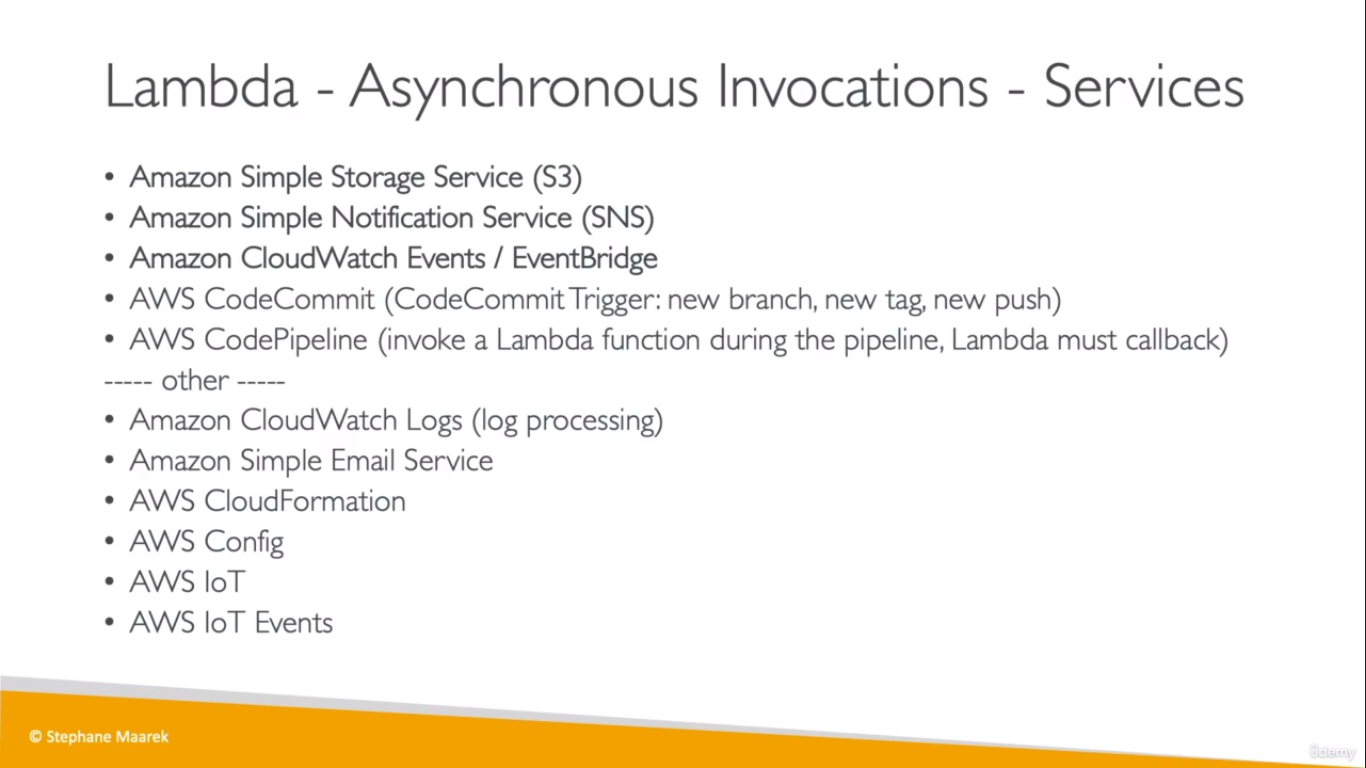 Lambda - Asynchronous Invocations - Services
• Amazon Simple Storage Service (S3)
• Amazon Simple Notification Service (SNS)
• Amazon CloudWatch Events / EventBridge
• AWS CodeCommit (CodeCommit Trigger: new branch, new tag, new push)
• AWS CodePipeline (invoke a Lambda function during the pipeline, Lambda must callback)
----- other -----
• Amazon CloudWatch Logs (log processing)
• Amazon Simple Email Service
• AWS CloudFormation
• AWS Config
• AWS IoT
• AWS IoT Events
© Stephane Maarek
ûdemy